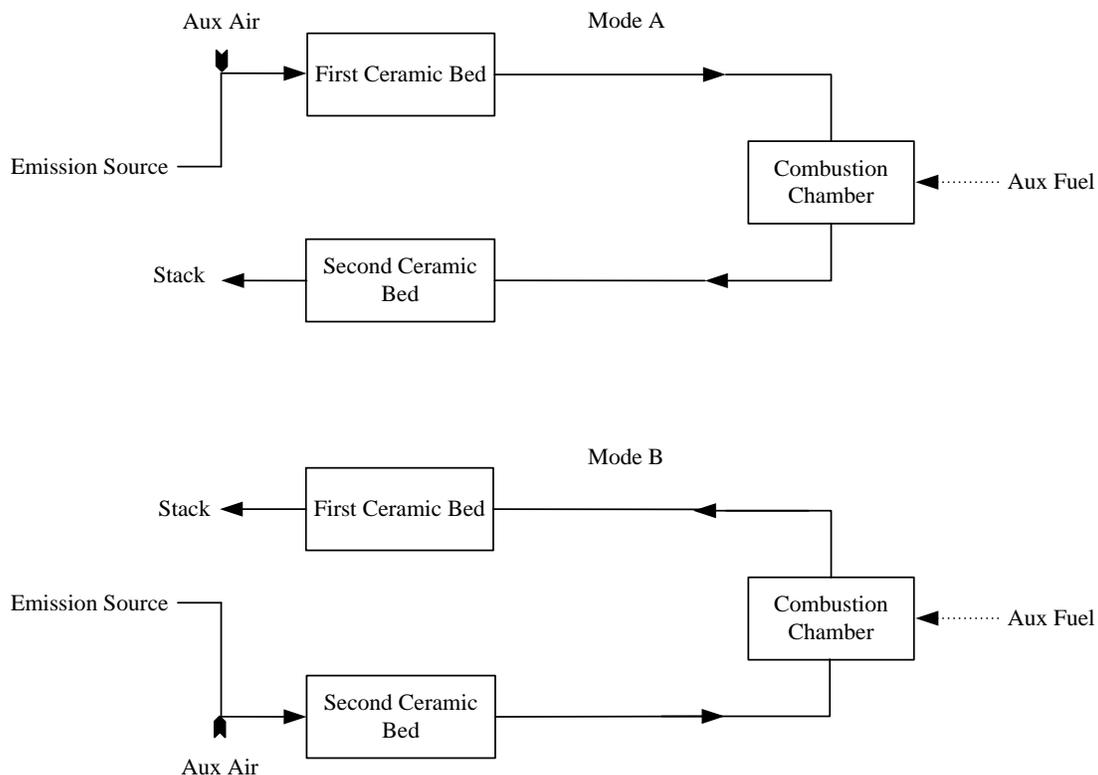 Aux Air
Mode A
First Ceramic Bed
Emission Source
Combustion
Chamber
Aux Fuel
Stack
Second Ceramic
Bed
Mode B
Stack
First Ceramic Bed
Emission Source
Combustion
Chamber
Aux Fuel
Second Ceramic
Bed
Aux Air